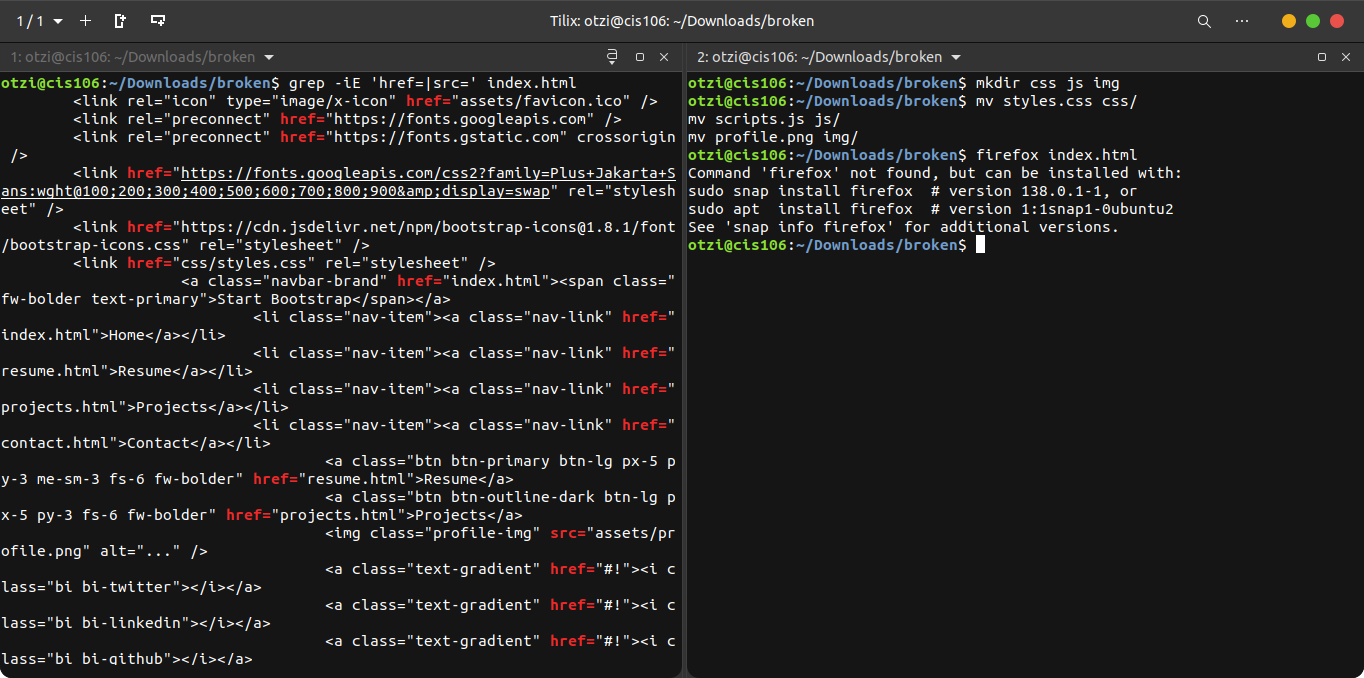 1 / 1
Tilix: otzi@cis106: ~/Downloads/broken
1: otzi@cis106: ~/Downloads/broken
otzi@cis106:~/Downloads/broken$ grep -iE 'href=|src=' index.html
        <link rel="icon" type="image/x-icon" href="assets/favicon.ico" />
        <link rel="preconnect" href="https://fonts.googleapis.com" />
        <link rel="preconnect" href="https://fonts.gstatic.com" crossorigin
 />
        <link href="https://fonts.googleapis.com/css2?family=Plus+Jakarta+S
ans:wght@100;200;300;400;500;600;700;800;900&amp;display=swap" rel="stylesh
eet" />
        <link href="https://cdn.jsdelivr.net/npm/bootstrap-icons@1.8.1/font
/bootstrap-icons.css" rel="stylesheet" />
        <link href="css/styles.css" rel="stylesheet" />
                    <a class="navbar-brand" href="index.html"><span class="
fw-bolder text-primary">Start Bootstrap</span></a>
                            <li class="nav-item"><a class="nav-link" href="
index.html">Home</a></li>
                            <li class="nav-item"><a class="nav-link" href="
resume.html">Resume</a></li>
                            <li class="nav-item"><a class="nav-link" href="
projects.html">Projects</a></li>
                            <li class="nav-item"><a class="nav-link" href="
contact.html">Contact</a></li>
                                    <a class="btn btn-primary btn-lg px-5 p
y-3 me-sm-3 fs-6 fw-bolder" href="resume.html">Resume</a>
                                    <a class="btn btn-outline-dark btn-lg p
x-5 py-3 fs-6 fw-bolder" href="projects.html">Projects</a>
                                    <img class="profile-img" src="assets/pr
ofile.png" alt="..." />
                                    <a class="text-gradient" href="#!"><i c
lass="bi bi-twitter"></i></a>
                                    <a class="text-gradient" href="#!"><i c
lass="bi bi-linkedin"></i></a>
                                    <a class="text-gradient" href="#!"><i c
lass="bi bi-github"></i></a>
2: otzi@cis106: ~/Downloads/broken
otzi@cis106:~/Downloads/broken$ mkdir css js img
otzi@cis106:~/Downloads/broken$ mv styles.css css/
mv scripts.js js/
mv profile.png img/
otzi@cis106:~/Downloads/broken$ firefox index.html
Command 'firefox' not found, but can be installed with:
sudo snap install firefox  # version 138.0.1-1, or
sudo apt  install firefox  # version 1:1snap1-0ubuntu2
See 'snap info firefox' for additional versions.
otzi@cis106:~/Downloads/broken$